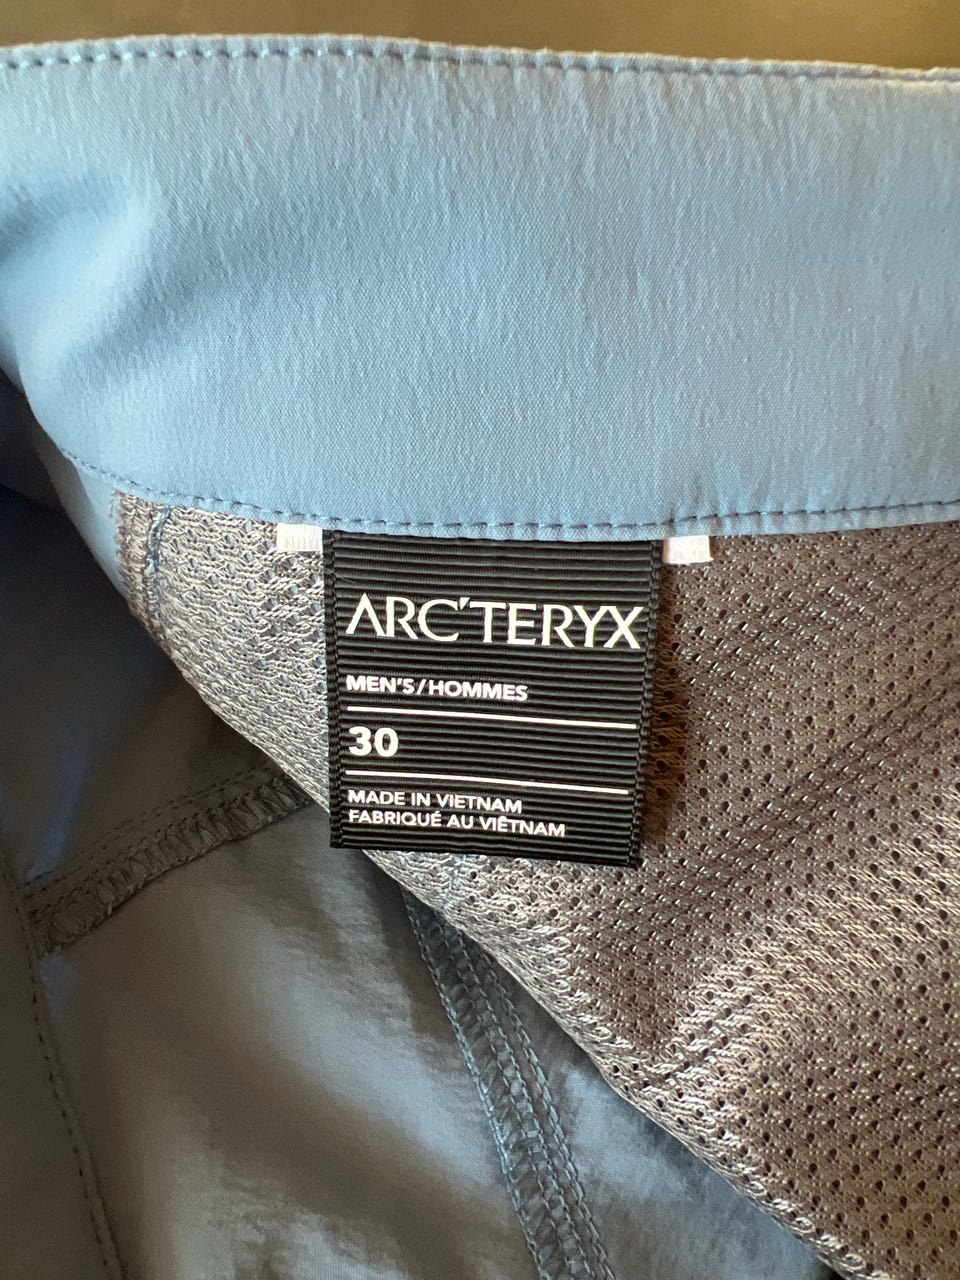 ARC'TERYX
MEN'S/HOMMES
30
MADE IN VIETNAM
FABRIQUÉ AU VIÊTNAM